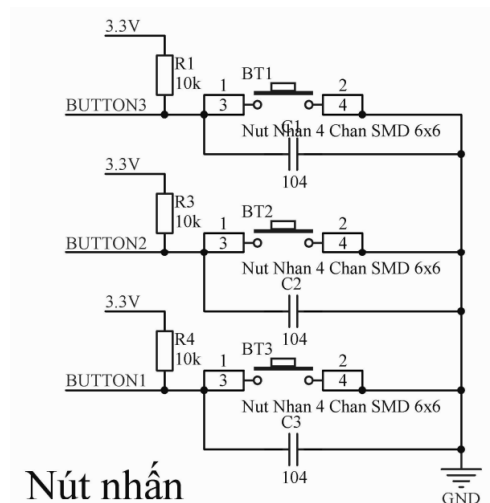 3.3V
R1
10k
BT1
1
2
BUTTON3
3
4
Nut Nhan 4 Chan SMD 6x6
C1
104
3.3V
R3
10k
BT2
1
2
BUTTON2
3
4
Nut Nhan 4 Chan SMD 6x6
C2
104
3.3V
R4
10k
BT3
1
2
BUTTON1
3
4
Nut Nhan 4 Chan SMD 6x6
C3
104
Nút nhấn
GND